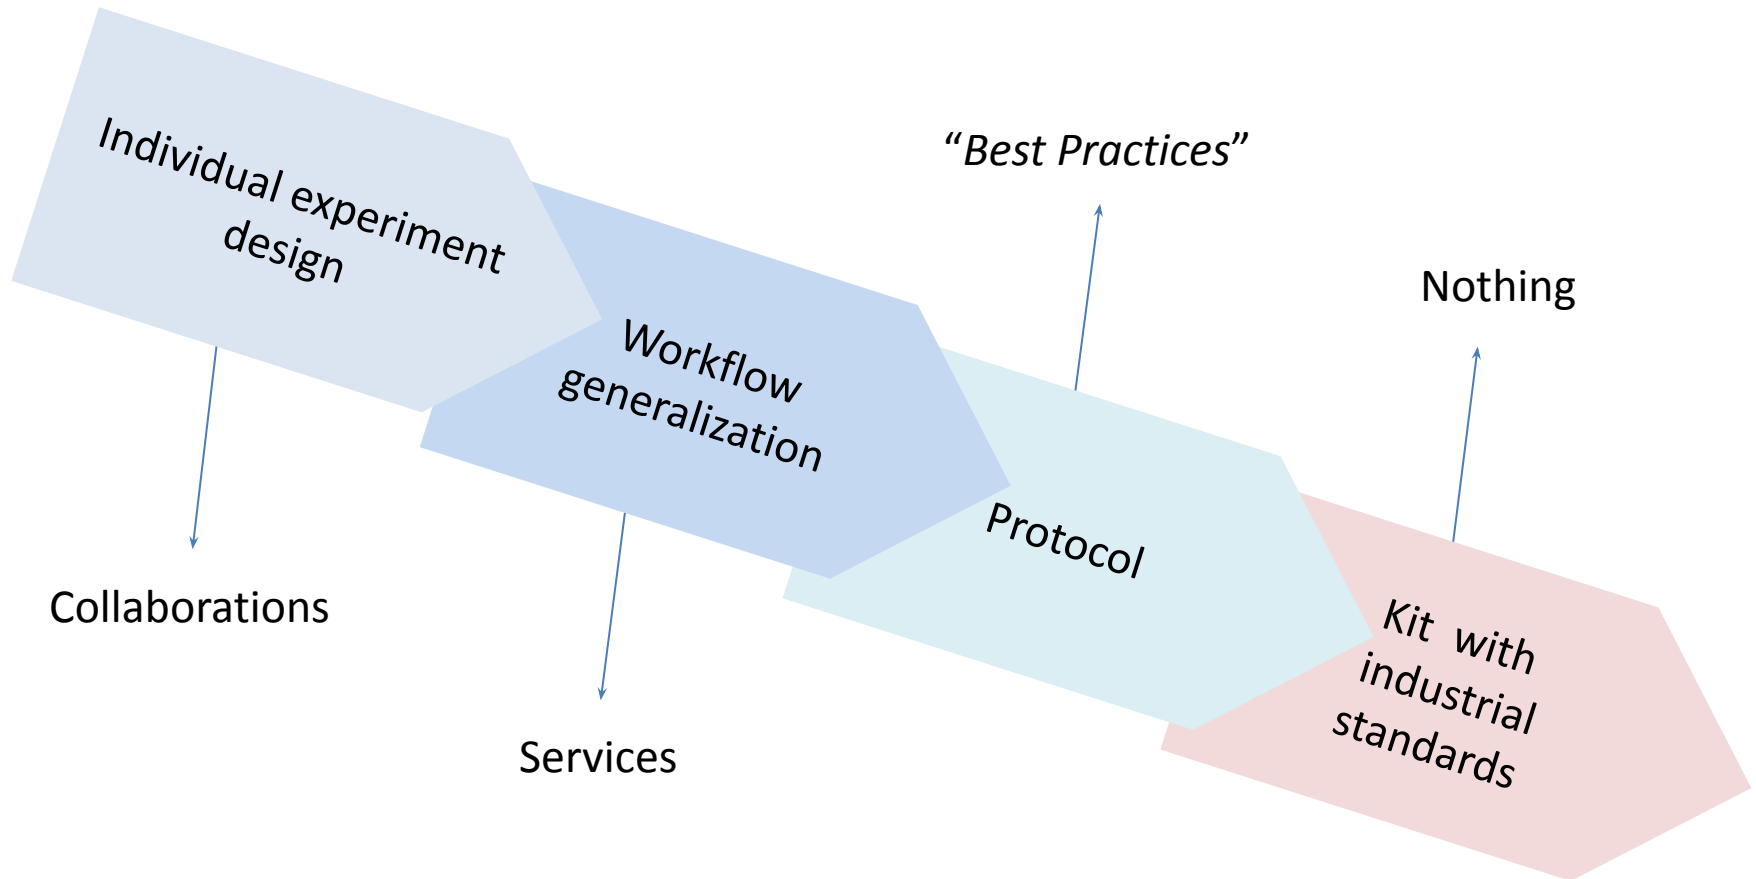 Individual experiment
design
“Best Practices”
Nothing
Workflow
generalization
Protocol
Collaborations
Kit with
industrial
standards
Services